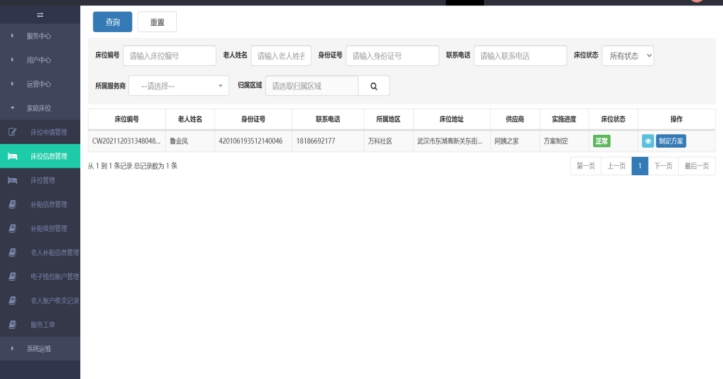 查询 重置
服务中心
用户中心
运营中心
家庭床位
床位申请管理
床位信息管理
床位管理
补贴信息管理
补贴规则管理
老人补贴信息管理
电子钱包账户管理
老人账户收支记录
服务工单
系统运维
床位编号 请输入床位编号 老人姓名 请输入老人姓名 身份证号 请输入身份证号 联系电话 请输入联系电话 床位状态 所有状态
所属服务商 --请选择-- 归属区域 请选取归属区域
床位编号 老人姓名 身份证号 联系电话 所属地区 床位地址 供应商 实施进度 床位状态 操作
CW202112031348048... 鲁会凤 420106193512140046 18186692177 万科社区 武汉市东湖高新关东街... 阿姨之家 方案制定 正常 制定方案
从 1 到 1 条记录 总记录数为 1 条 第一页 上一页 1 下一页 最后一页